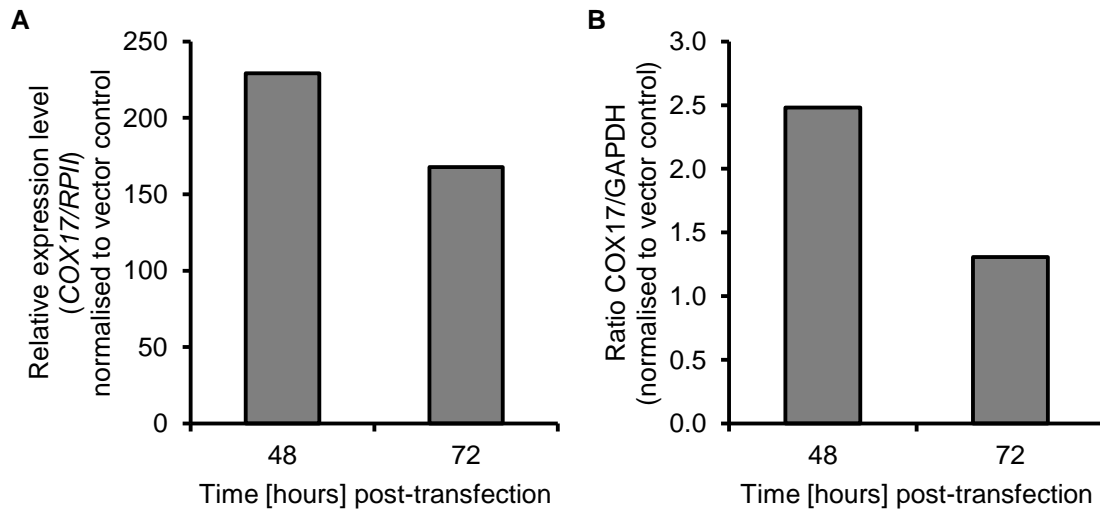 A
Relative expression level
(COX17/RPII)
normalised to vector control
250
200
150
100
50
0
48
72
Time [hours] post-transfection
B
Ratio COX17/GAPDH
(normalised to vector control)
3.0
2.5
2.0
1.5
1.0
0.5
0.0
48
72
Time [hours] post-transfection